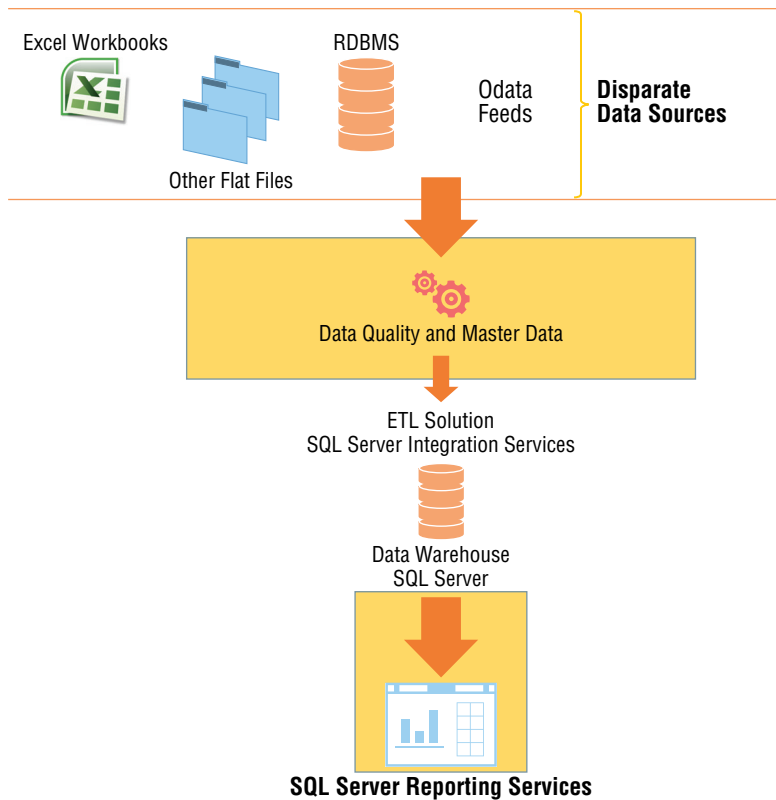 Excel Workbooks
RDBMS
Odata
Feeds
Disparate
Data Sources
Other Flat Files
Data Quality and Master Data
ETL Solution
SQL Server Integration Services
Data Warehouse
SQL Server
SQL Server Reporting Services